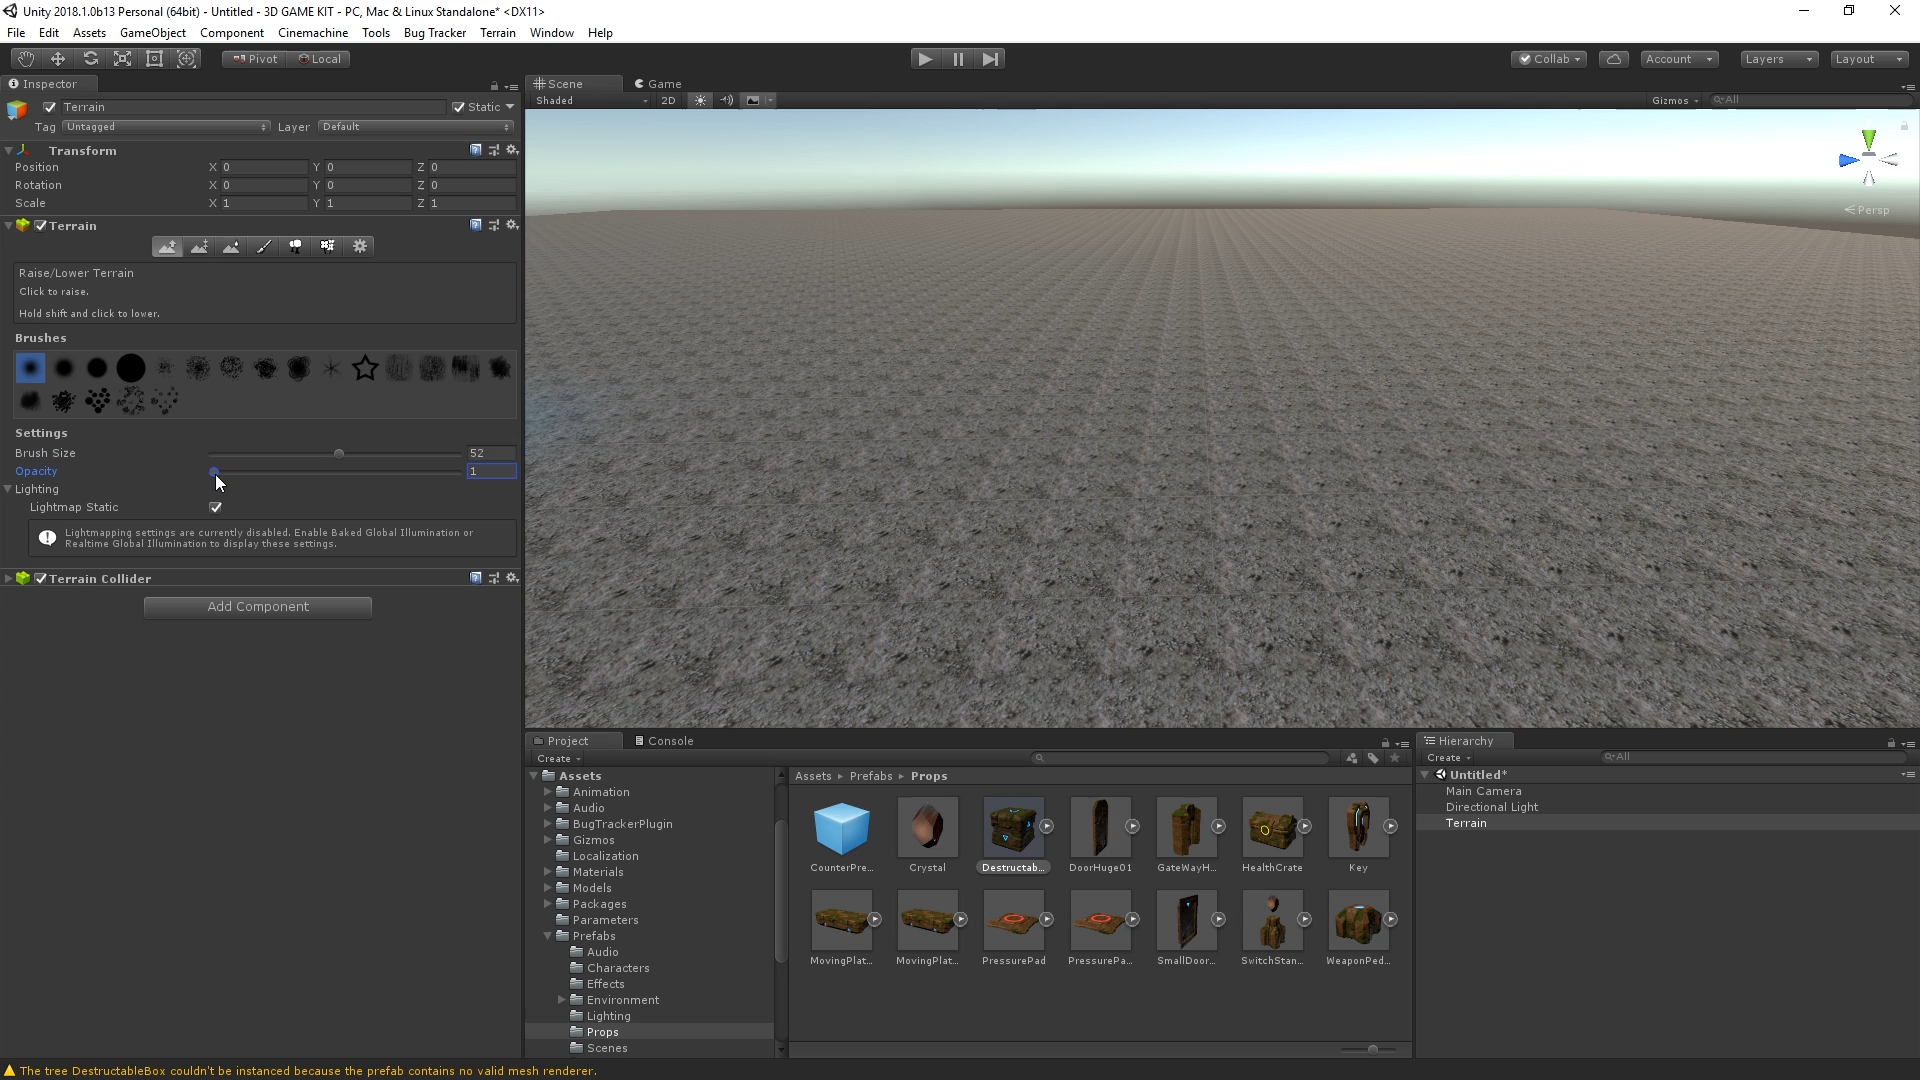 Unity 2018.1.0b13 Personal (64bit) - Untitled - 3D GAME KIT - PC, Mac & Linux Standalone* <DX11>
File Edit Assets GameObject Component Cinemachine Tools Bug Tracker Terrain Window Help
Pivot Local Collab Account Layers Layout
Inspector
Terrain Static
Tag Untagged Layer Default
Transform
Position X 0 Y 0 Z 0
Rotation X 0 Y 0 Z 0
Scale X 1 Y 1 Z 1
Terrain
Raise/Lower Terrain
Click to raise.
Hold shift and click to lower.
Brushes
Settings
Brush Size 52
Opacity 1
Lighting
Lightmap Static
Lightmapping settings are currently disabled. Enable Baked Global Illumination or
Realtime Global Illumination to display these settings.
Terrain Collider
Add Component
Scene Game
Shaded 2D Gizmos All
Persp
Project Console
Create
Assets
Animation
Audio
BugTrackerPlugin
Gizmos
Localization
Materials
Models
Packages
Parameters
Prefabs
Audio
Characters
Effects
Environment
Lighting
Props
Scenes
Assets Prefabs Props
CounterPre... Crystal Destructab... DoorHuge01 GateWayH... HealthCrate Key
MovingPlat... MovingPlat... PressurePad PressurePa... SmallDoor... SwitchStan... WeaponPed...
Hierarchy
Create All
Untitled*
Main Camera
Directional Light
Terrain
The tree DestructableBox couldn't be instanced because the prefab contains no valid mesh renderer.